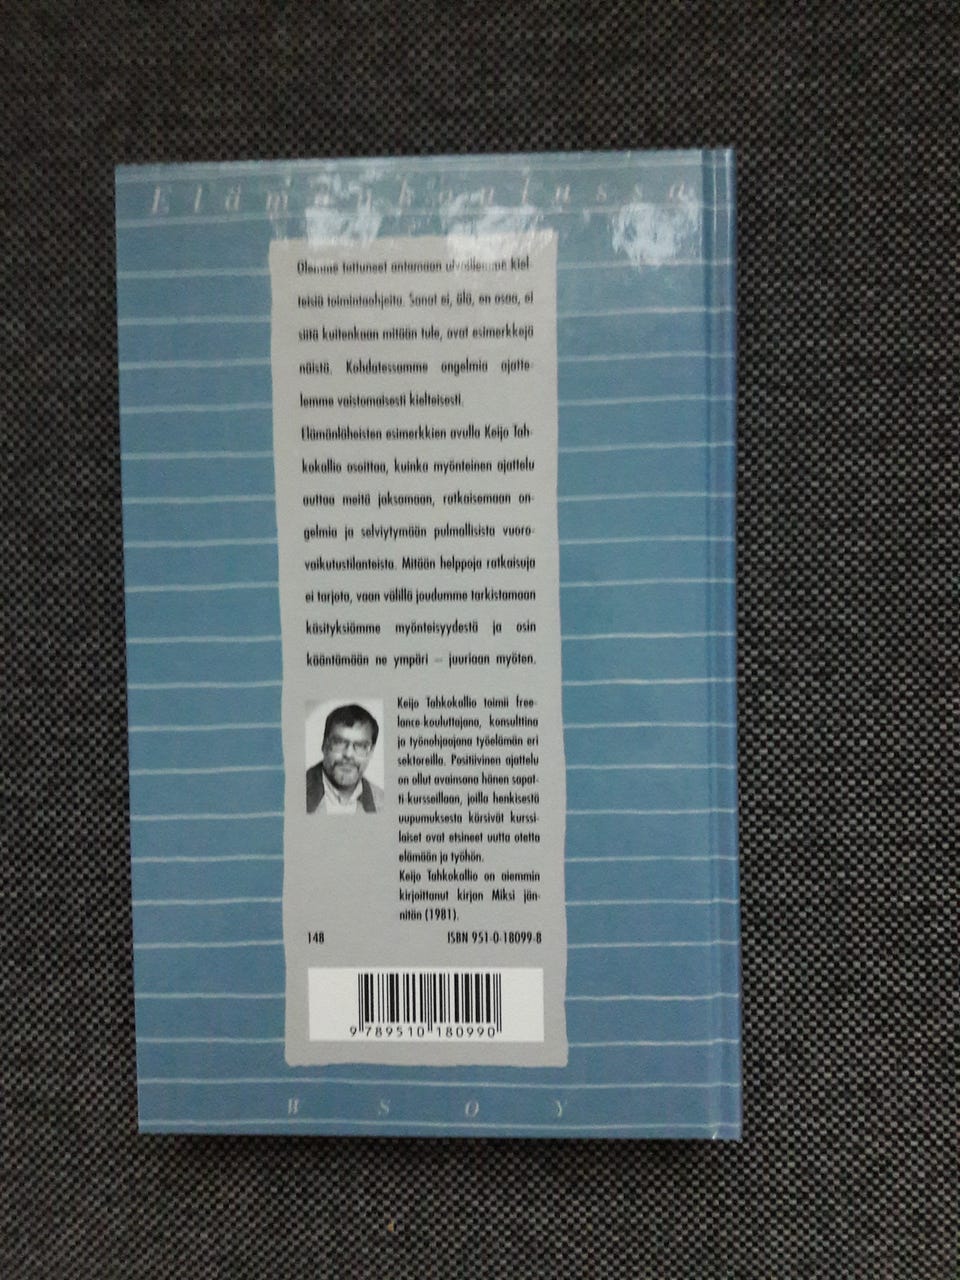 Elämänkaulussa
Olemme tottuneet antamaan aivoillemme kiel-
teisiä toimintaohjeita. Sanat ei, älä, en osaa, ei
siitä kuitenkaan mitään tule, ovat esimerkkejä
näistä. Kohdatessamme ongelmia ajatte-
lemme vaistomaisesti kielteisesti.
Elämänläheisten esimerkkien avulla Keijo Tah-
kokallio osoittaa, kuinka myönteinen ajattelu
auttaa meitä jaksamaan, ratkaisemaan on-
gelmia ja selviytymään pulmallisista vuoro-
vaikutustilanteista. Mitään helppoja ratkaisuja
ei tarjota, vaan välillä joudumme tarkistamaan
käsityksiämme myönteisyydestä ja osin
kääntämään ne ympäri – juuriaan myöten.
Keijo Tahkokallio toimii free-
lance-kouluttajana, konsulttina
ja työnohjaajana työelämän eri
sektoreilla. Positiivinen ajattelu
on ollut avainsana hänen sapat-
ti-kursseillaan, joilla henkisestä
uupumuksesta kärsivät kurssi-
laiset ovat etsineet uutta otetta
elämään ja työhön.
Keijo Tahkokallio on aiemmin
kirjoittanut kirjan Miksi jän-
nitän (1981).
148 ISBN 951-0-18099-8
9 789510 180990
B S O Y